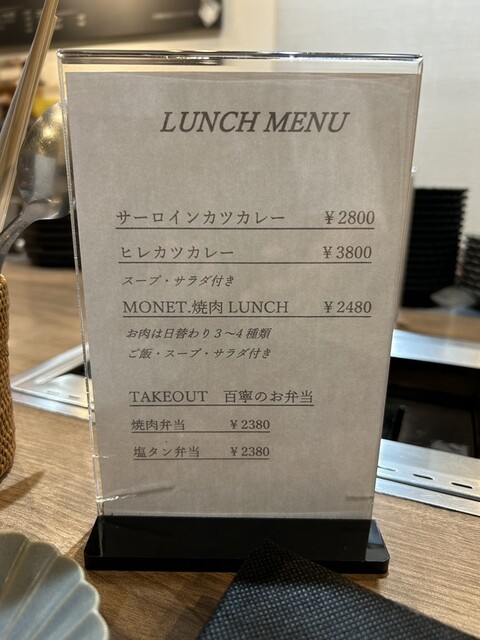 LUNCH MENU
サーロインカツカレー ￥2800
ヒレカツカレー ￥3800
スープ・サラダ付き
MONET.焼肉 LUNCH ￥2480
お肉は日替わり３～４種類
ご飯・スープ・サラダ付き
TAKEOUT 百寧のお弁当
焼肉弁当 ￥2380
塩タン弁当 ￥2380